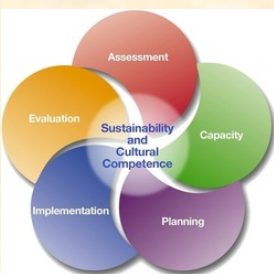 Assessment
Evaluation
Capacity
Sustainability
and
Cultural
Competence
Implementation
Planning